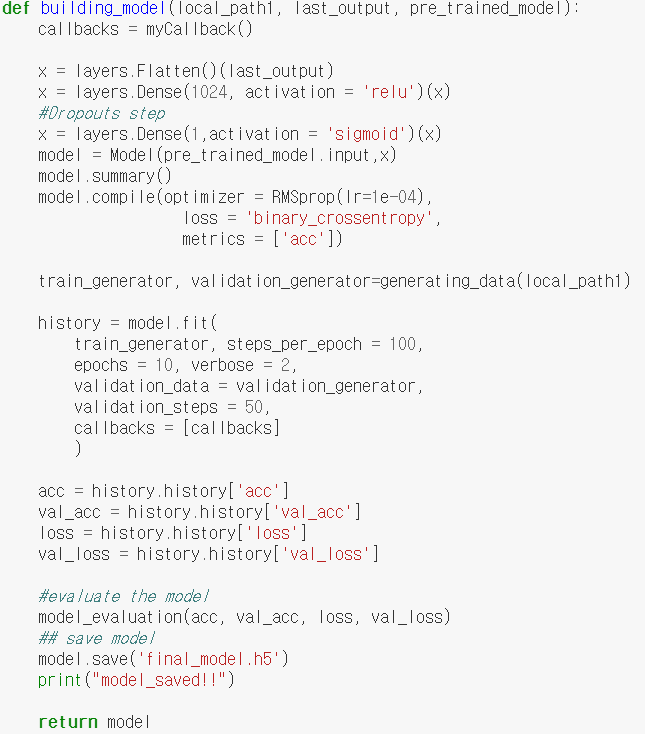 def building_model(local_path1, last_output, pre_trained_model):
    callbacks = myCallback()

    x = layers.Flatten()(last_output)
    x = layers.Dense(1024, activation = 'relu')(x)
    #Dropouts step
    x = layers.Dense(1,activation = 'sigmoid')(x)
    model = Model(pre_trained_model.input,x)
    model.summary()
    model.compile(optimizer = RMSprop(lr=1e-04),
                  loss = 'binary_crossentropy',
                  metrics = ['acc'])

    train_generator, validation_generator=generating_data(local_path1)

    history = model.fit(
        train_generator, steps_per_epoch = 100,
        epochs = 10, verbose = 2,
        validation_data = validation_generator,
        validation_steps = 50,
        callbacks = [callbacks]
        )

    acc = history.history['acc']
    val_acc = history.history['val_acc']
    loss = history.history['loss']
    val_loss = history.history['val_loss']

    #evaluate the model
    model_evaluation(acc, val_acc, loss, val_loss)
    ## save model
    model.save('final_model.h5')
    print("model_saved!!")

    return model